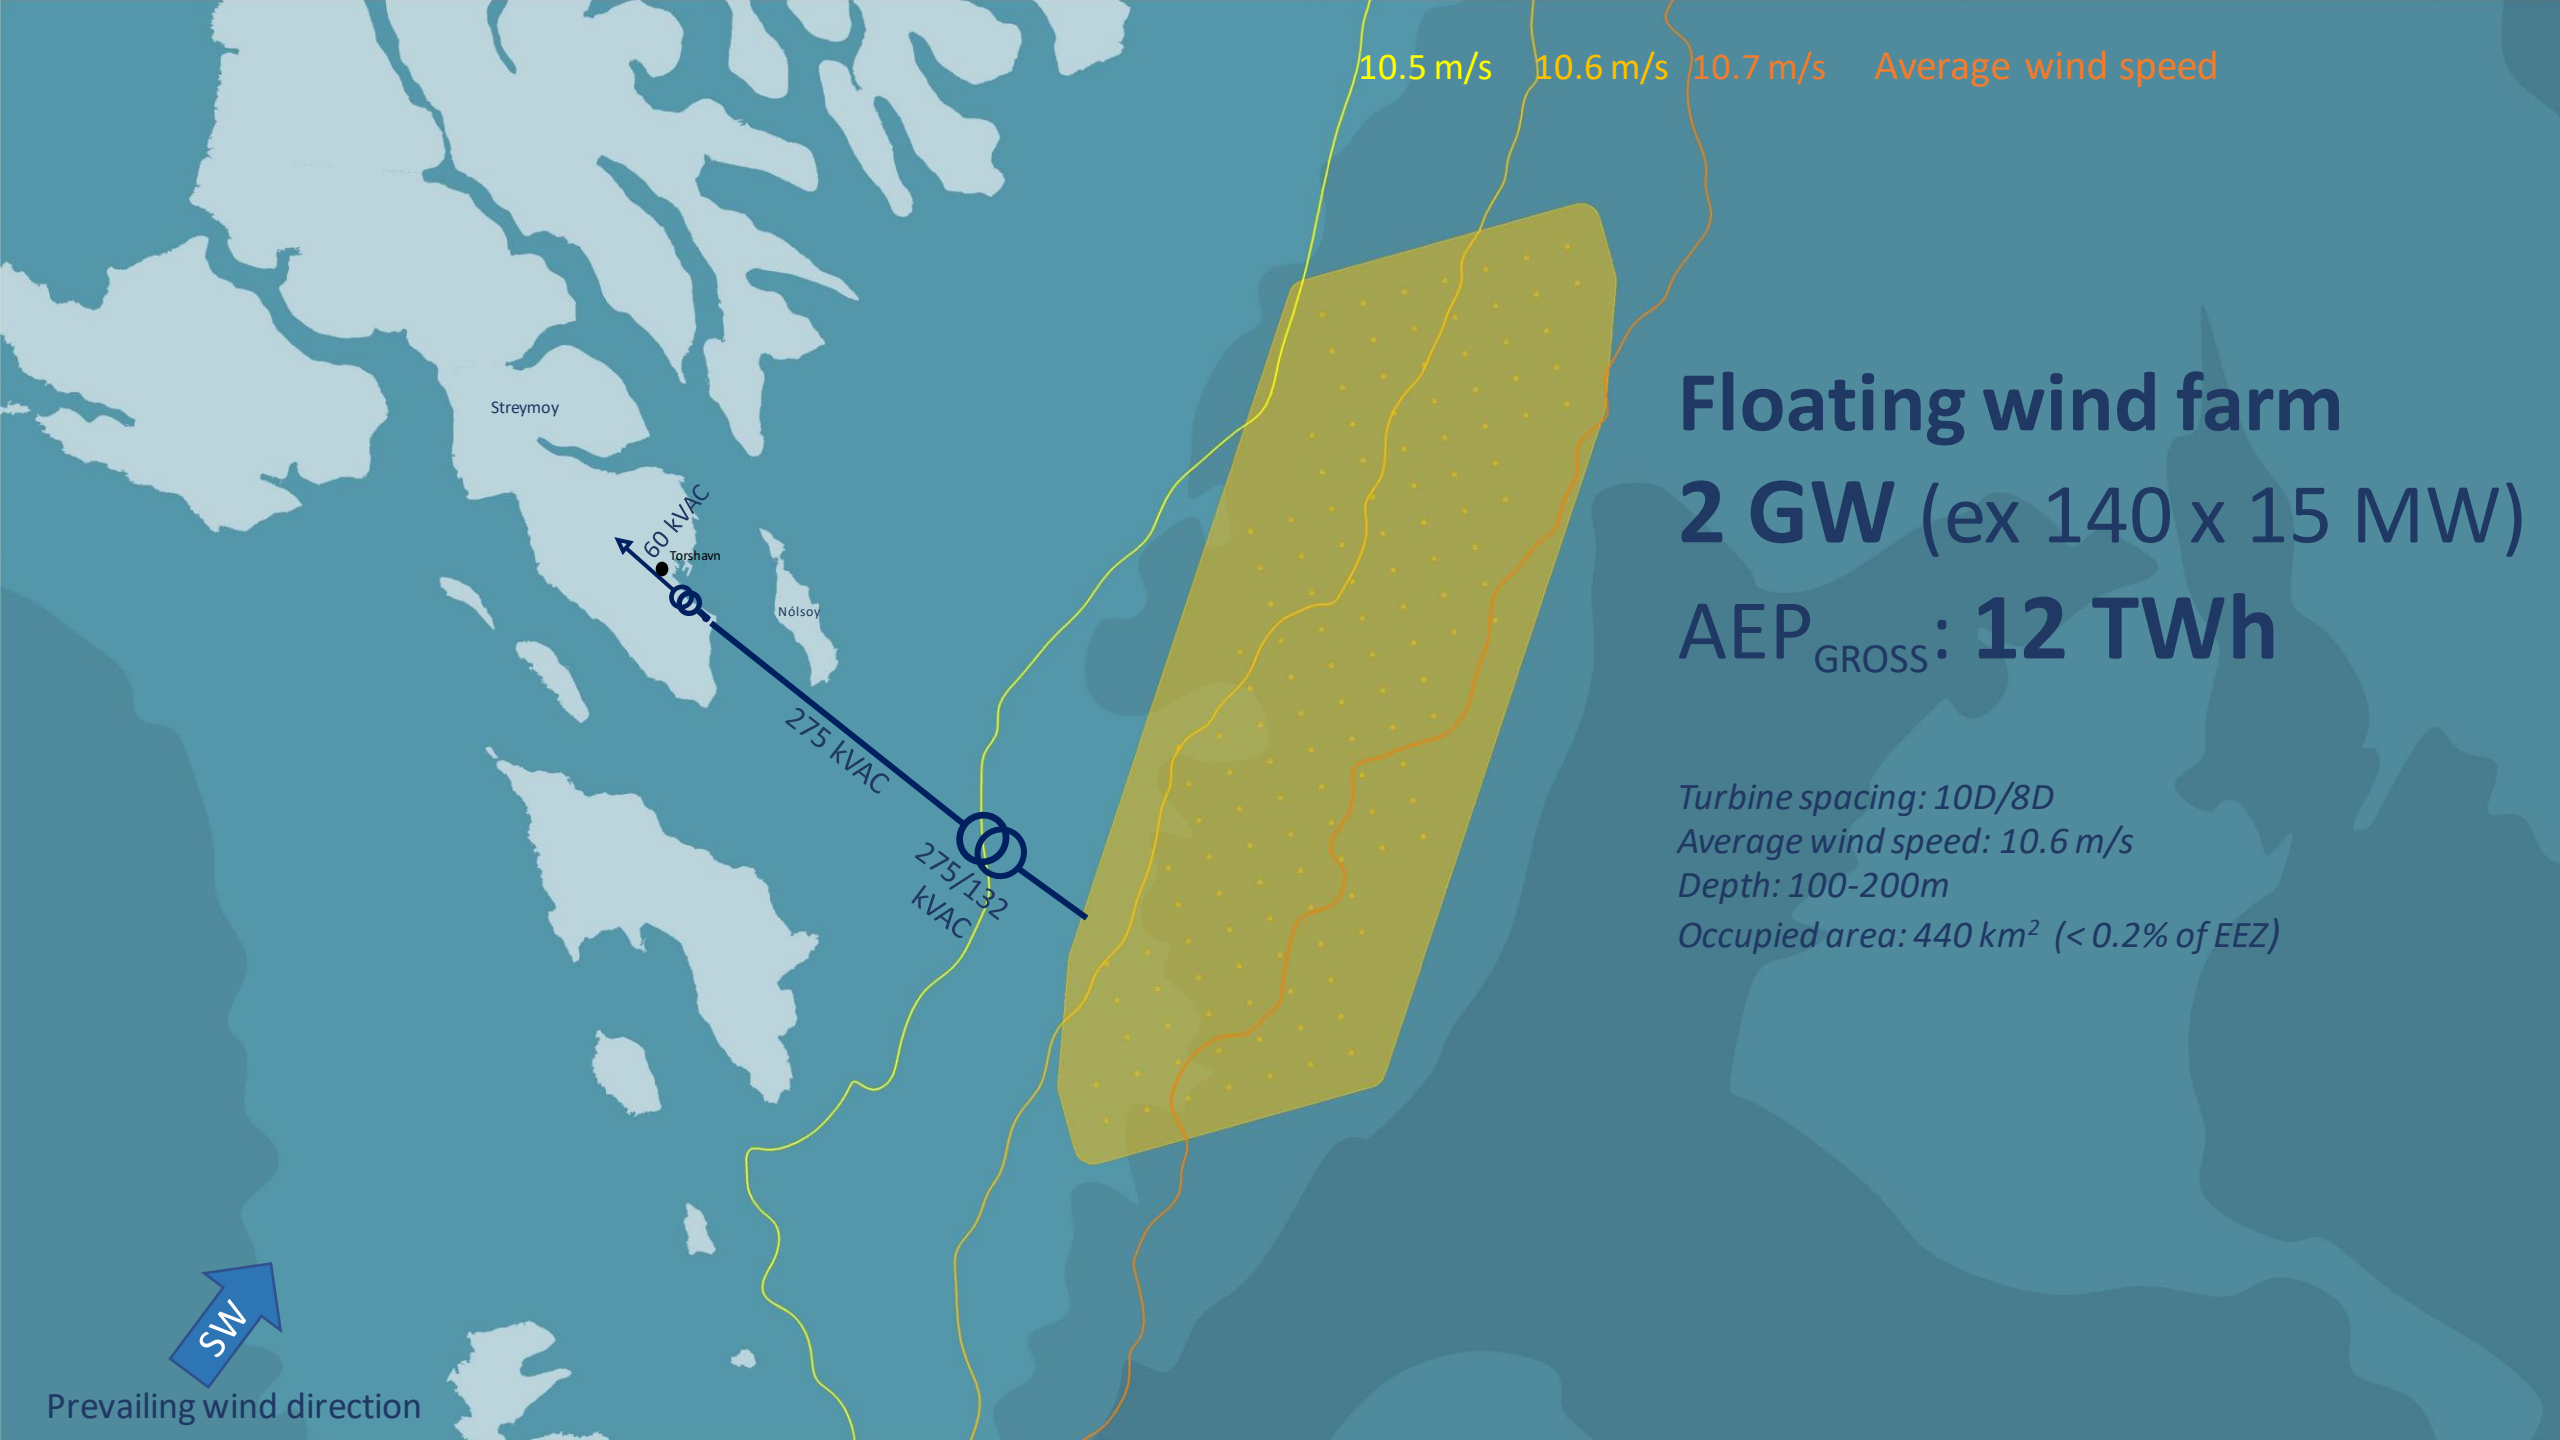 10.5 m/s 10.6 m/s 10.7 m/s Average wind speed
Streymoy
60 kVAC
Torshavn
Nólsoy
275 kVAC
275/132
kVAC
Floating wind farm
2 GW (ex 140 x 15 MW)
AEPGROSS: 12 TWh
Turbine spacing: 10D/8D
Average wind speed: 10.6 m/s
Depth: 100-200m
Occupied area: 440 km² (< 0.2% of EEZ)
SW
Prevailing wind direction